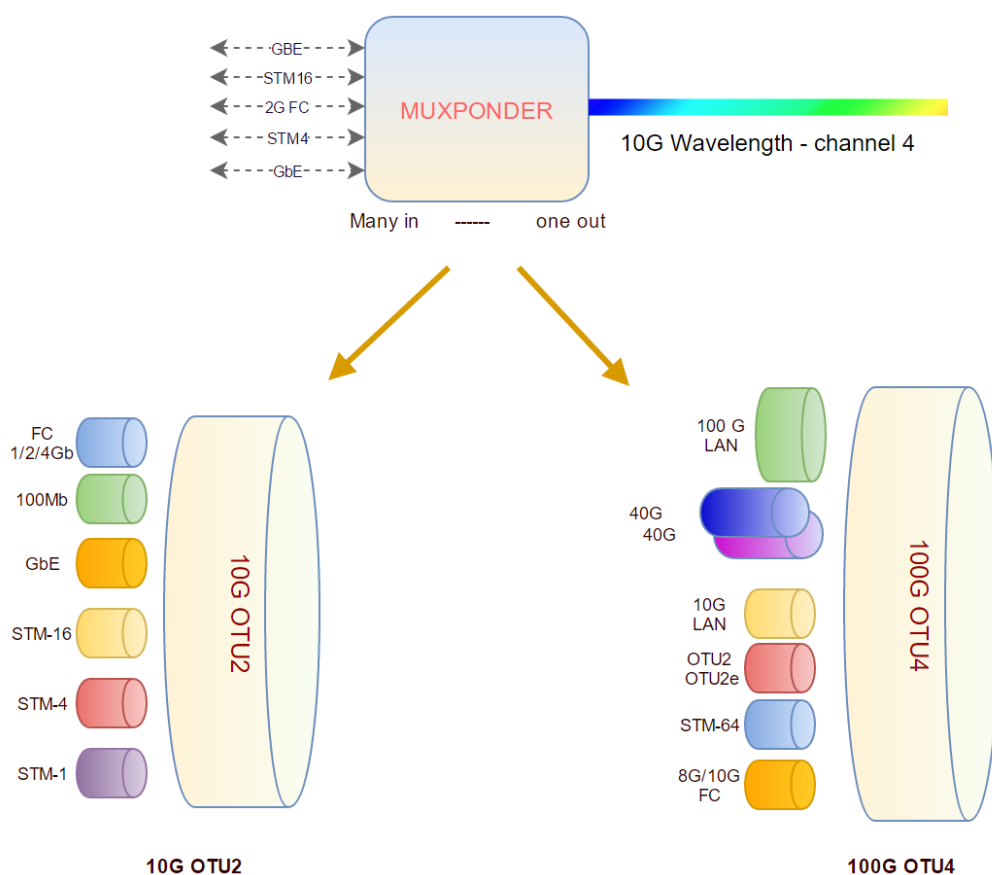 GBE
STM16
2G FC
STM4
GbE
MUXPONDER
10G Wavelength - channel 4
Many in ------ one out
FC
1/2/4Gb
100Mb
GbE
STM-16
STM-4
STM-1
10G OTU2
10G OTU2
100 G
LAN
40G
40G
10G
LAN
OTU2
OTU2e
STM-64
8G/10G
FC
100G OTU4
100G OTU4